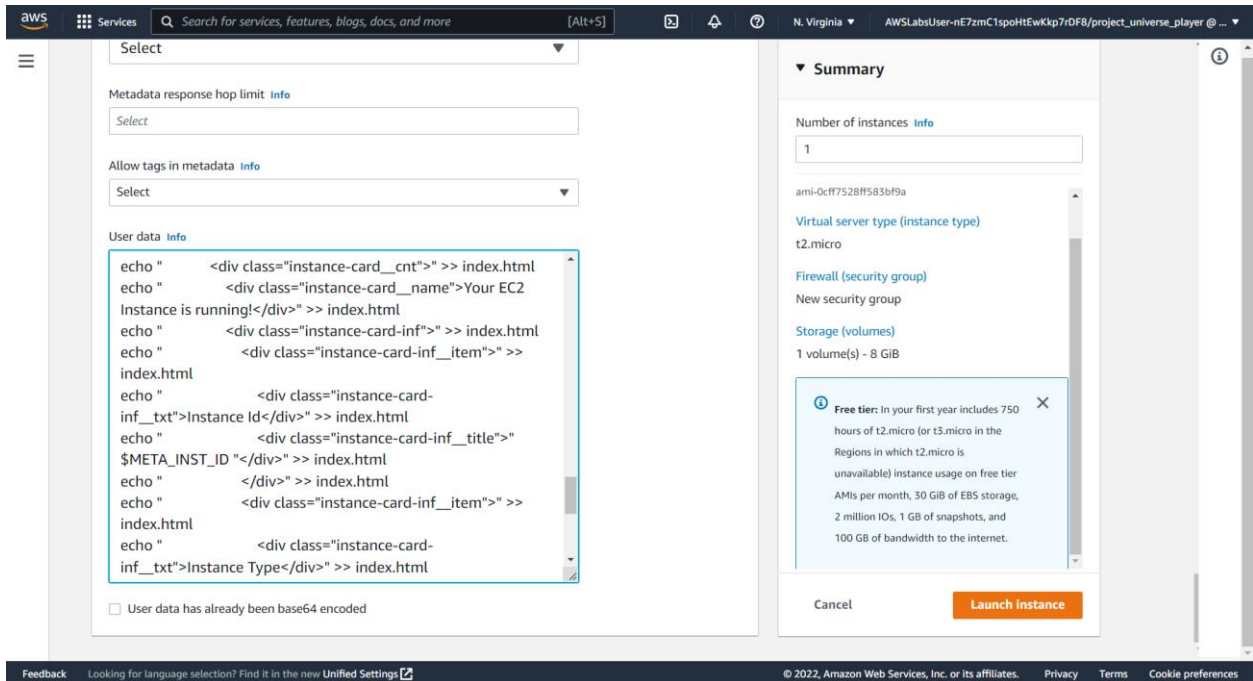 aws
Services
Search for services, features, blogs, docs, and more
[Alt+S]
N. Virginia
AWSLabsUser-nE7zmC1spoHtEwKkp7rDF8/project_universe_player @ ...
Select
Metadata response hop limit Info
Select
Allow tags in metadata Info
Select
User data Info
echo "            <div class="instance-card__cnt">" >> index.html
echo "                <div class="instance-card__name">Your EC2
Instance is running!</div>" >> index.html
echo "                <div class="instance-card-inf">" >> index.html
echo "                    <div class="instance-card-inf__item">" >>
index.html
echo "                        <div class="instance-card-
inf__txt">Instance Id</div>" >> index.html
echo "                        <div class="instance-card-inf__title">"
$META_INST_ID "</div>" >> index.html
echo "                    </div>" >> index.html
echo "                    <div class="instance-card-inf__item">" >>
index.html
echo "                        <div class="instance-card-
inf__txt">Instance Type</div>" >> index.html
User data has already been base64 encoded
Summary
Number of instances Info
1
ami-0cff7528ff583bf9a
Virtual server type (instance type)
t2.micro
Firewall (security group)
New security group
Storage (volumes)
1 volume(s) - 8 GiB
Free tier: In your first year includes 750
hours of t2.micro (or t3.micro in the
Regions in which t2.micro is
unavailable) instance usage on free tier
AMIs per month, 30 GiB of EBS storage,
2 million IOs, 1 GB of snapshots, and
100 GB of bandwidth to the internet.
Cancel
Launch instance
Feedback
Looking for language selection? Find it in the new Unified Settings
© 2022, Amazon Web Services, Inc. or its affiliates.
Privacy
Terms
Cookie preferences